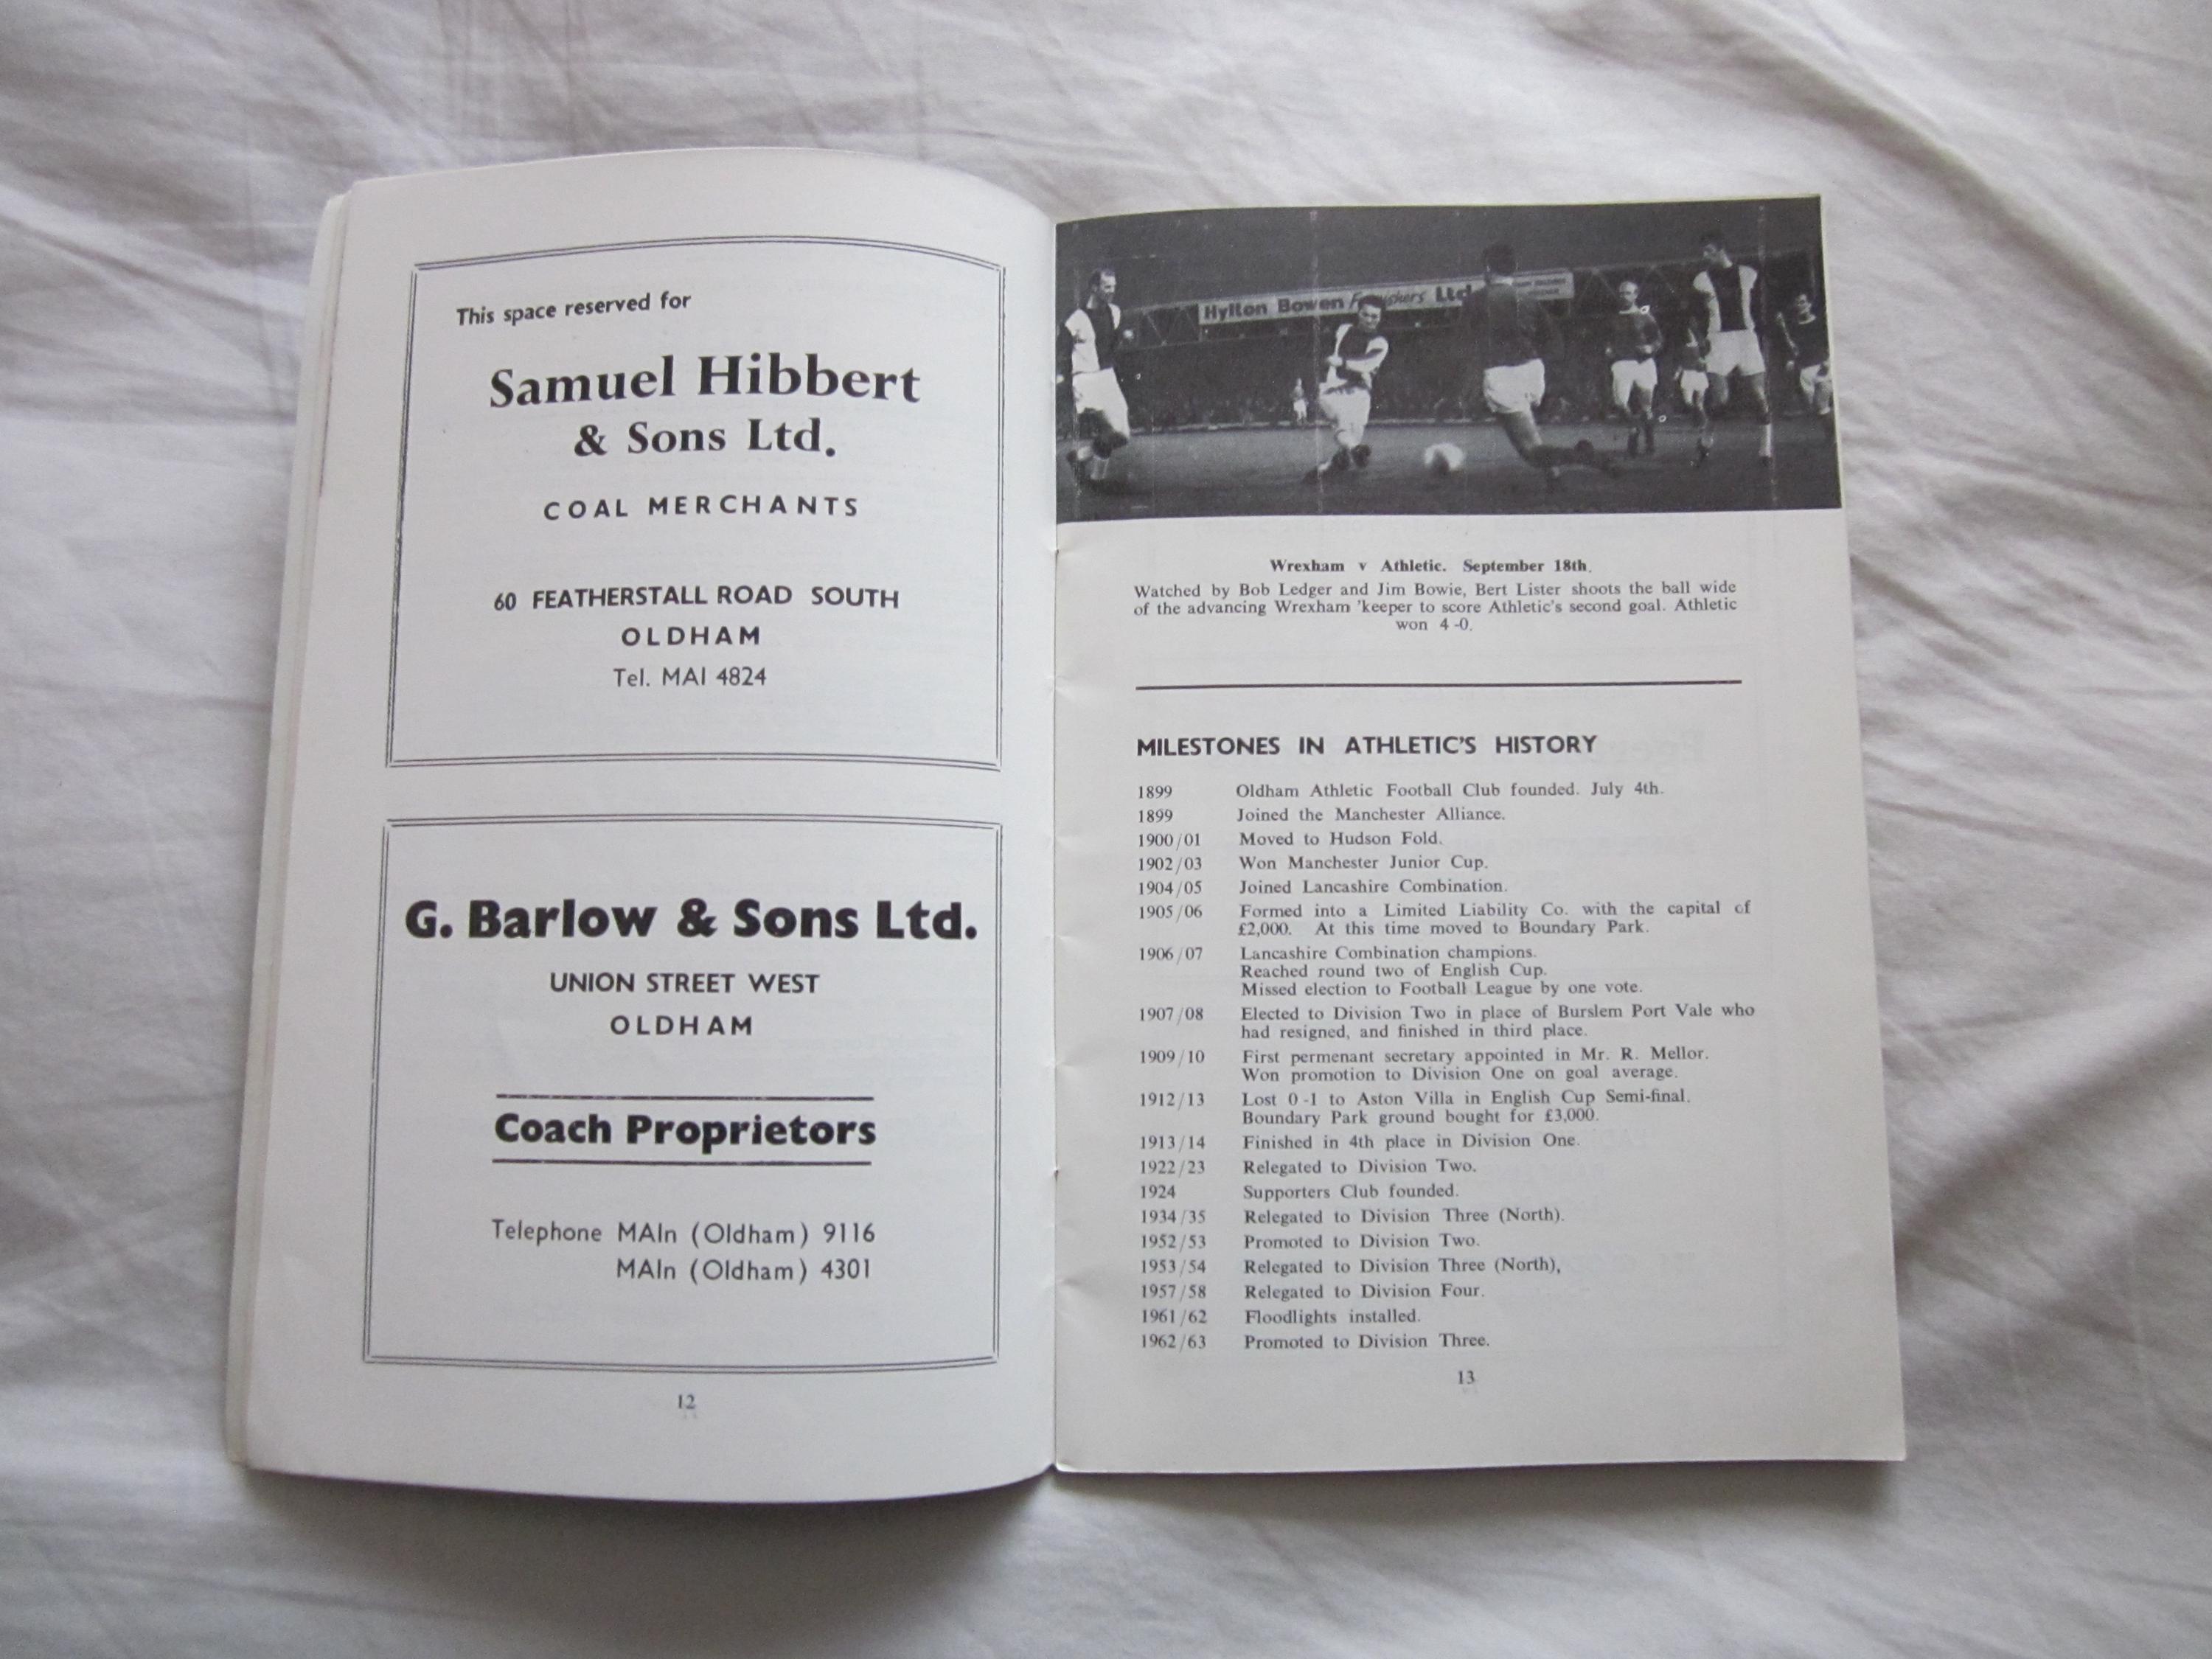 This space reserved for
Samuel Hibbert
& Sons Ltd.
COAL MERCHANTS
60 FEATHERSTALL ROAD SOUTH
OLDHAM
Tel. MAI 4824
G. Barlow & Sons Ltd.
UNION STREET WEST
OLDHAM
Coach Proprietors
Telephone MAIn (Oldham) 9116
MAIn (Oldham) 4301
12
Hylton Bowen Ltd
Wrexham v Athletic. September 18th.
Watched by Bob Ledger and Jim Bowie, Bert Lister shoots the ball wide
of the advancing Wrexham 'keeper to score Athletic's second goal. Athletic
won 4-0.
MILESTONES IN ATHLETIC'S HISTORY
1899 Oldham Athletic Football Club founded. July 4th.
1899 Joined the Manchester Alliance.
1900/01 Moved to Hudson Fold.
1902/03 Won Manchester Junior Cup.
1904/05 Joined Lancashire Combination.
1905/06 Formed into a Limited Liability Co. with the capital of
£2,000. At this time moved to Boundary Park.
1906/07 Lancashire Combination champions.
Reached round two of English Cup.
Missed election to Football League by one vote.
1907/08 Elected to Division Two in place of Burslem Port Vale who
had resigned, and finished in third place.
1909/10 First permenant secretary appointed in Mr. R. Mellor.
Won promotion to Division One on goal average.
1912/13 Lost 0-1 to Aston Villa in English Cup Semi-final.
Boundary Park ground bought for £3,000.
1913/14 Finished in 4th place in Division One.
1922/23 Relegated to Division Two.
1924 Supporters Club founded.
1934/35 Relegated to Division Three (North).
1952/53 Promoted to Division Two.
1953/54 Relegated to Division Three (North),
1957/58 Relegated to Division Four.
1961/62 Floodlights installed.
1962/63 Promoted to Division Three.
13